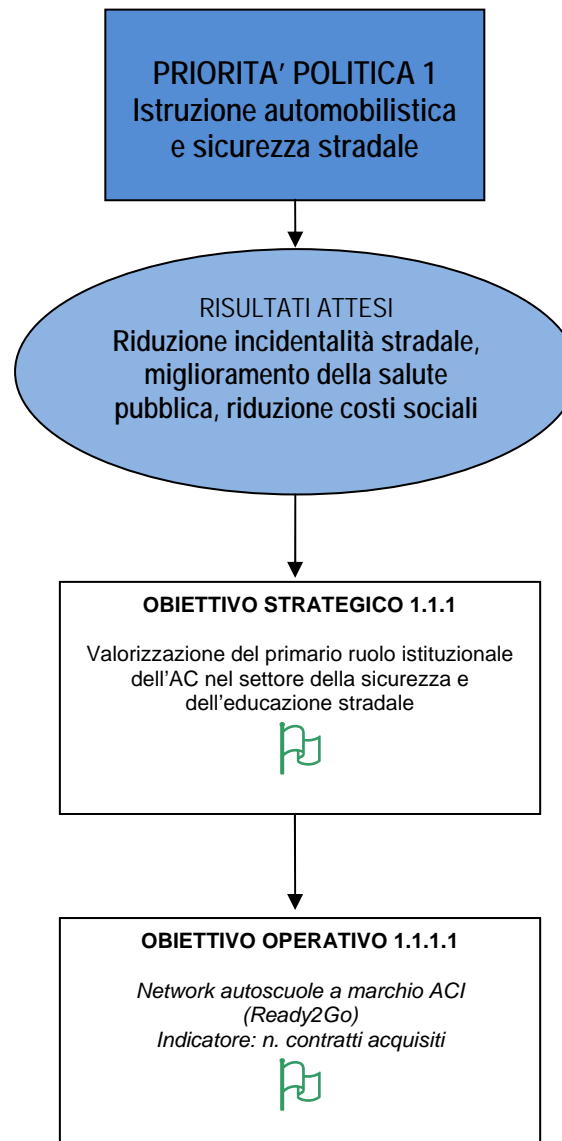 PRIORITA’ POLITICA 1
Istruzione automobilistica
e sicurezza stradale
RISULTATI ATTESI
Riduzione incidentalità stradale,
miglioramento della salute
pubblica, riduzione costi sociali
OBIETTIVO STRATEGICO 1.1.1
Valorizzazione del primario ruolo istituzionale
dell’AC nel settore della sicurezza e
dell’educazione stradale
OBIETTIVO OPERATIVO 1.1.1.1
Network autoscuole a marchio ACI
(Ready2Go)
Indicatore: n. contratti acquisiti